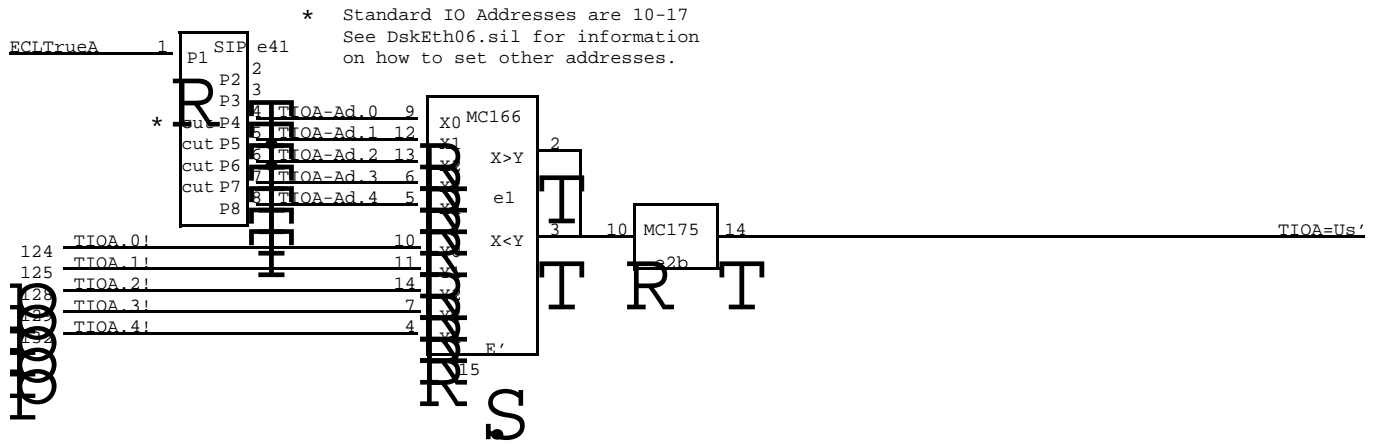 * Standard IO Addresses are 10-17
See DskEth06.sil for information
on how to set other addresses.
ECLTrueA 1 SIP e41
P1
P2 2
P3 3
R
* cut P4 4 TIOA-Ad.0 9 X0 MC166
cut P5 5 TIOA-Ad.1 12 X1
cut P6 6 TIOA-Ad.2 13 X>Y 2
cut P7 7 TIOA-Ad.3 6
P8 8 TIOA-Ad.4 5 e1
T
124 TIOA.0! 10 X<Y 3 10 MC175 14 TIOA=Us'
125 TIOA.1! 11 e2b
128 TIOA.2! 14 T R T
129 TIOA.3! 7
132 TIOA.4! 4
E'
15
R
S